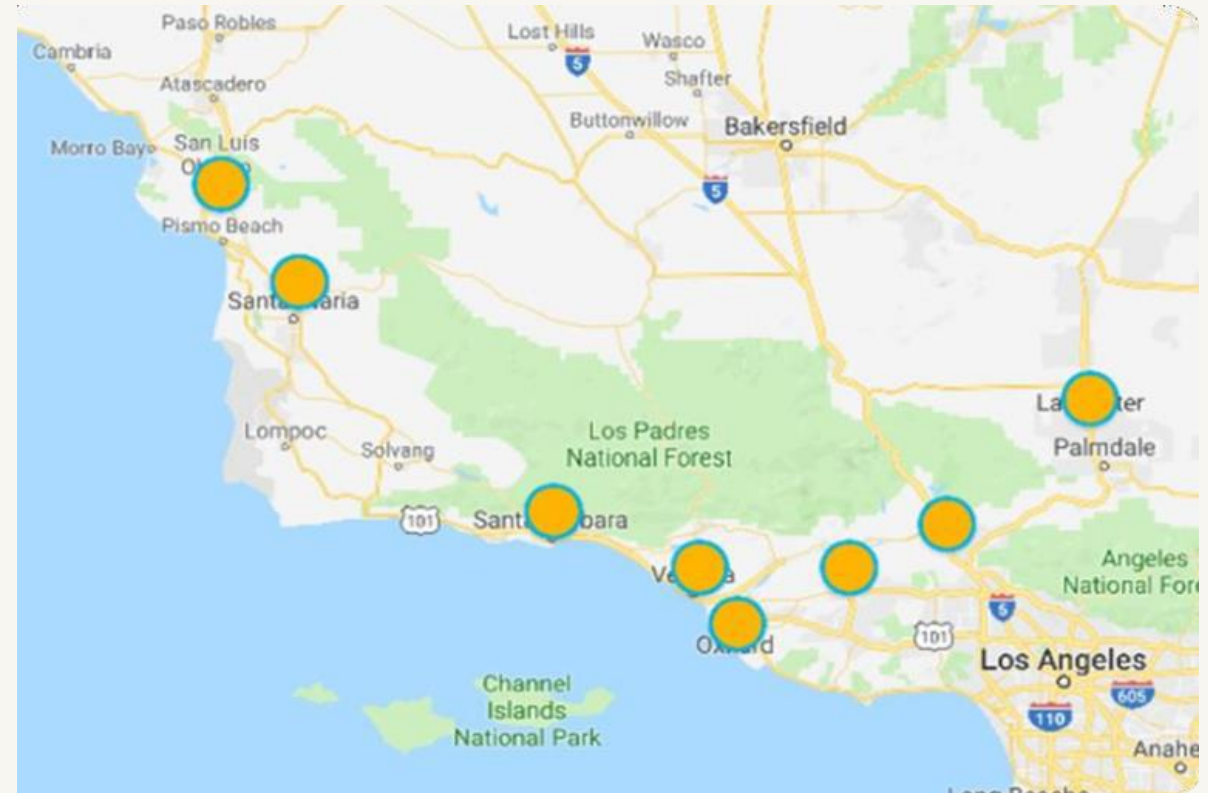 Paso Robles
Lost Hills
Cambria
Wasco
5
Atascadero
Shafter
Buttonwillow
Bakersfield
Morro Bay
San Luis
5
Pismo Beach
Los Padres
National Forest
Lompoc
Solvang
Palmdale
101
Angeles
National Fore
5
101
Los Angeles
605
110
Channel
Islands
National Park
Anahe